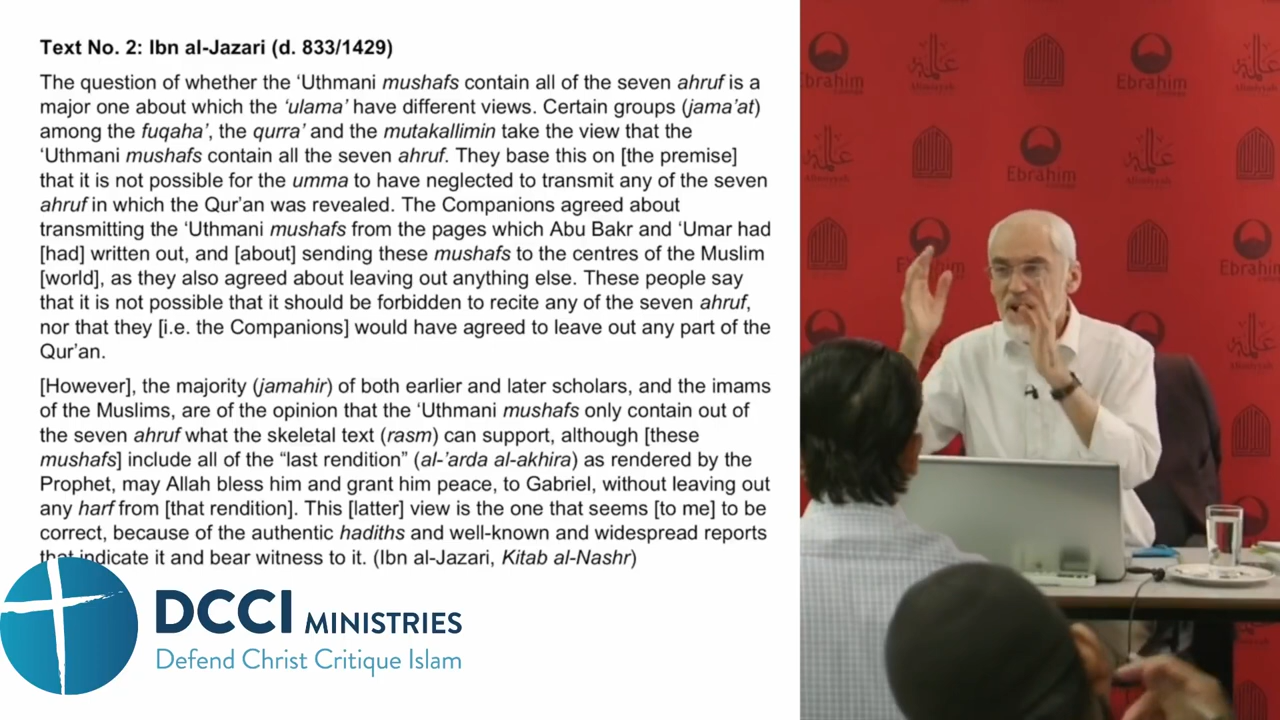 Text No. 2: Ibn al-Jazari (d. 833/1429)
The question of whether the ‘Uthmani mushafs contain all of the seven ahruf is a
major one about which the ‘ulama’ have different views. Certain groups (jama’at)
among the fuqaha’, the qurra’ and the mutakallimin take the view that the
‘Uthmani mushafs contain all the seven ahruf. They base this on [the premise]
that it is not possible for the umma to have neglected to transmit any of the seven
ahruf in which the Qur’an was revealed. The Companions agreed about
transmitting the ‘Uthmani mushafs from the pages which Abu Bakr and ‘Umar had
[had] written out, and [about] sending these mushafs to the centres of the Muslim
[world], as they also agreed about leaving out anything else. These people say
that it is not possible that it should be forbidden to recite any of the seven ahruf,
nor that they [i.e. the Companions] would have agreed to leave out any part of the
Qur’an.
[However], the majority (jamahir) of both earlier and later scholars, and the imams
of the Muslims, are of the opinion that the ‘Uthmani mushafs only contain out of
the seven ahruf what the skeletal text (rasm) can support, although [these
mushafs] include all of the “last rendition” (al-’arda al-akhira) as rendered by the
Prophet, may Allah bless him and grant him peace, to Gabriel, without leaving out
any harf from [that rendition]. This [latter] view is the one that seems [to me] to be
correct, because of the authentic hadiths and well-known and widespread reports
that indicate it and bear witness to it. (Ibn al-Jazari, Kitab al-Nashr)
DCCI MINISTRIES
Defend Christ Critique Islam
Ebrahim
Ebrahim
Ebrahim
Ebrahim